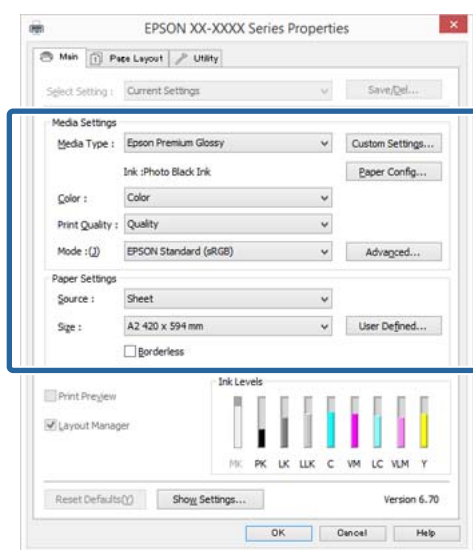 EPSON XX-XXXX Series Properties
Main Page Layout Utility
Select Setting : Current Settings Save/Del...
Media Settings
Media Type : Epson Premium Glossy Custom Settings...
Ink :Photo Black Ink Paper Config...
Color : Color
Print Quality : Quality
Mode :(J) EPSON Standard (sRGB) Advanced...
Paper Settings
Source : Sheet
Size : A2 420 x 594 mm User Defined...
Borderless
Ink Levels
Print Preview
Layout Manager
MK PK LK LLK C VM LC VLM Y
Reset Defaults(Y) Show Settings... Version 6.70
OK Cancel Help